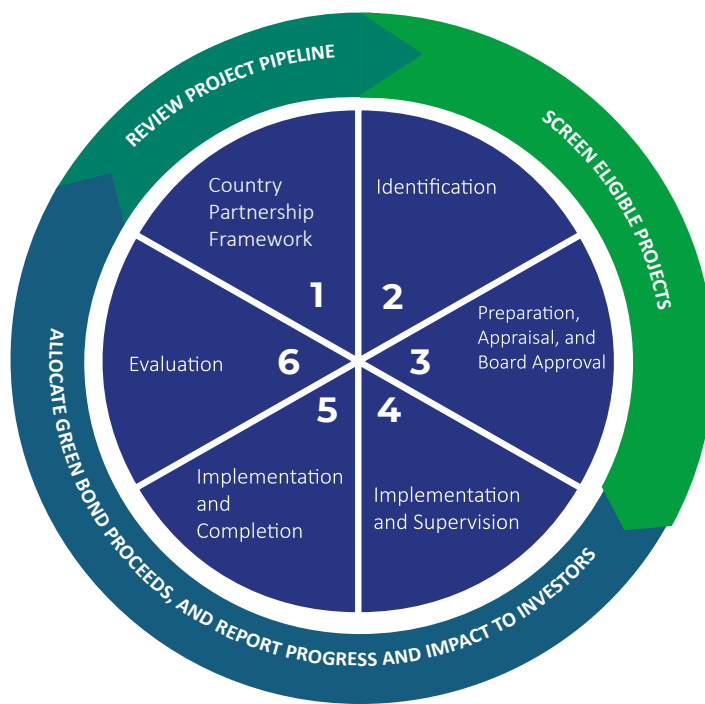 REVIEW PROJECT PIPELINE
SCREEN ELIGIBLE PROJECTS
ALLOCATE GREEN BOND PROCEEDS, AND REPORT PROGRESS AND IMPACT TO INVESTORS
Country
Partnership
Framework
1
Identification
2
Preparation,
Appraisal, and
Board Approval
3
Implementation
and Supervision
4
Implementation
and
Completion
5
Evaluation
6